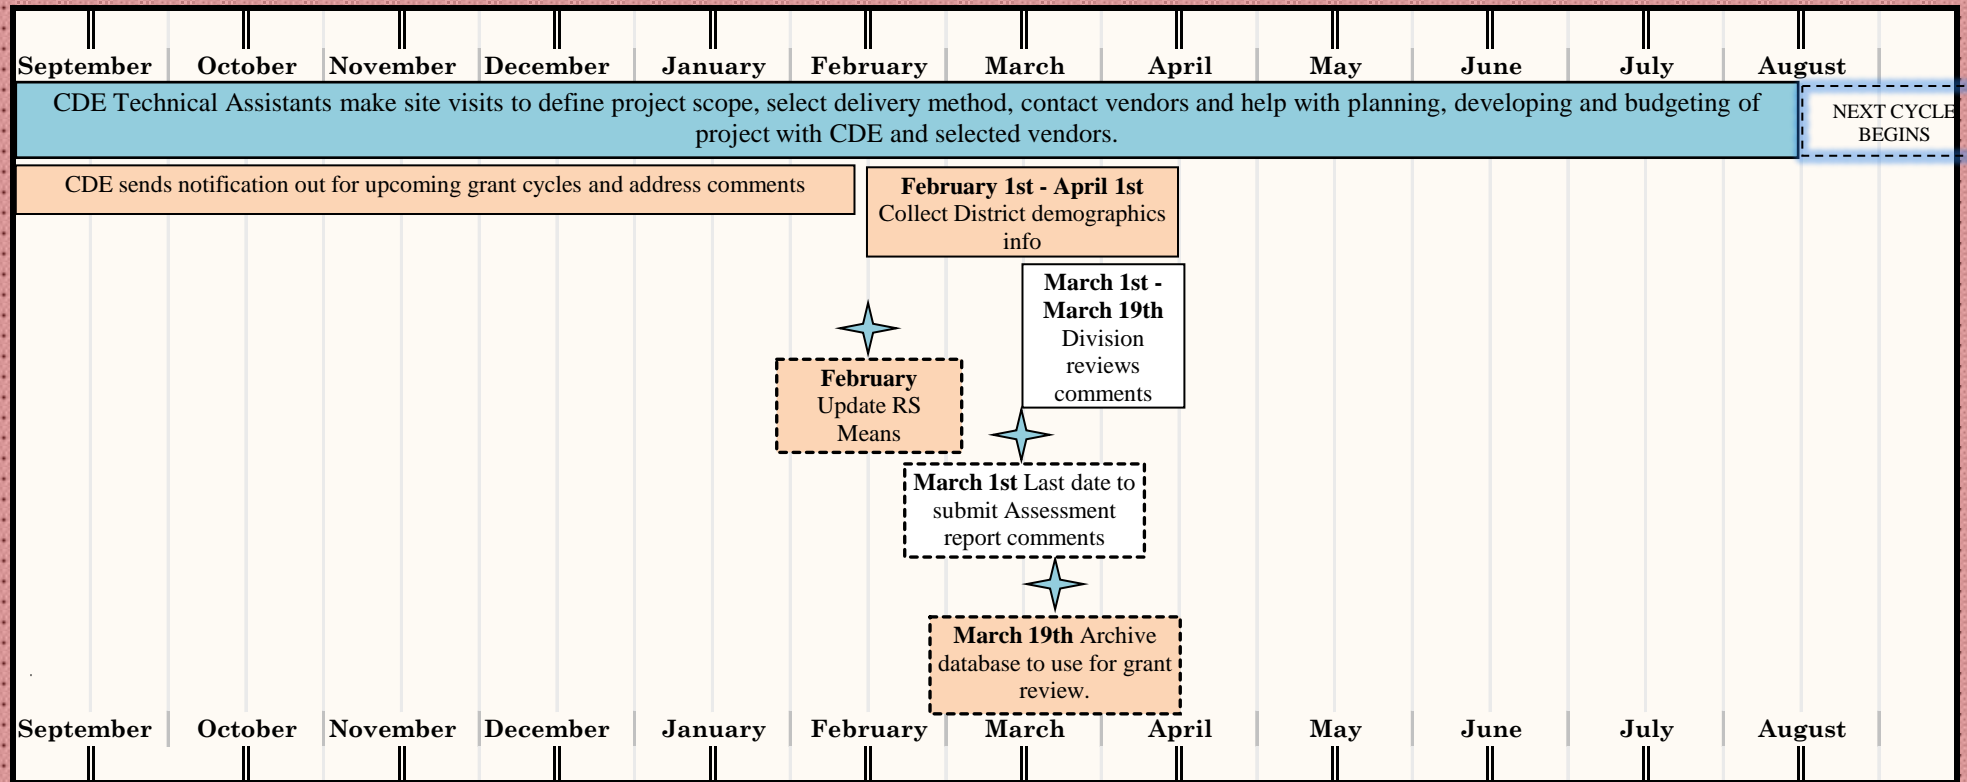 September October November December January February March April May June July August
CDE Technical Assistants make site visits to define project scope, select delivery method, contact vendors and help with planning, developing and budgeting of
project with CDE and selected vendors.
NEXT CYCLE
BEGINS
CDE sends notification out for upcoming grant cycles and address comments
February 1st - April 1st
Collect District demographics
info
March 1st -
March 19th
Division
reviews
comments
February
Update RS
Means
March 1st Last date to
submit Assessment
report comments
March 19th Archive
database to use for grant
review.
September October November December January February March April May June July August